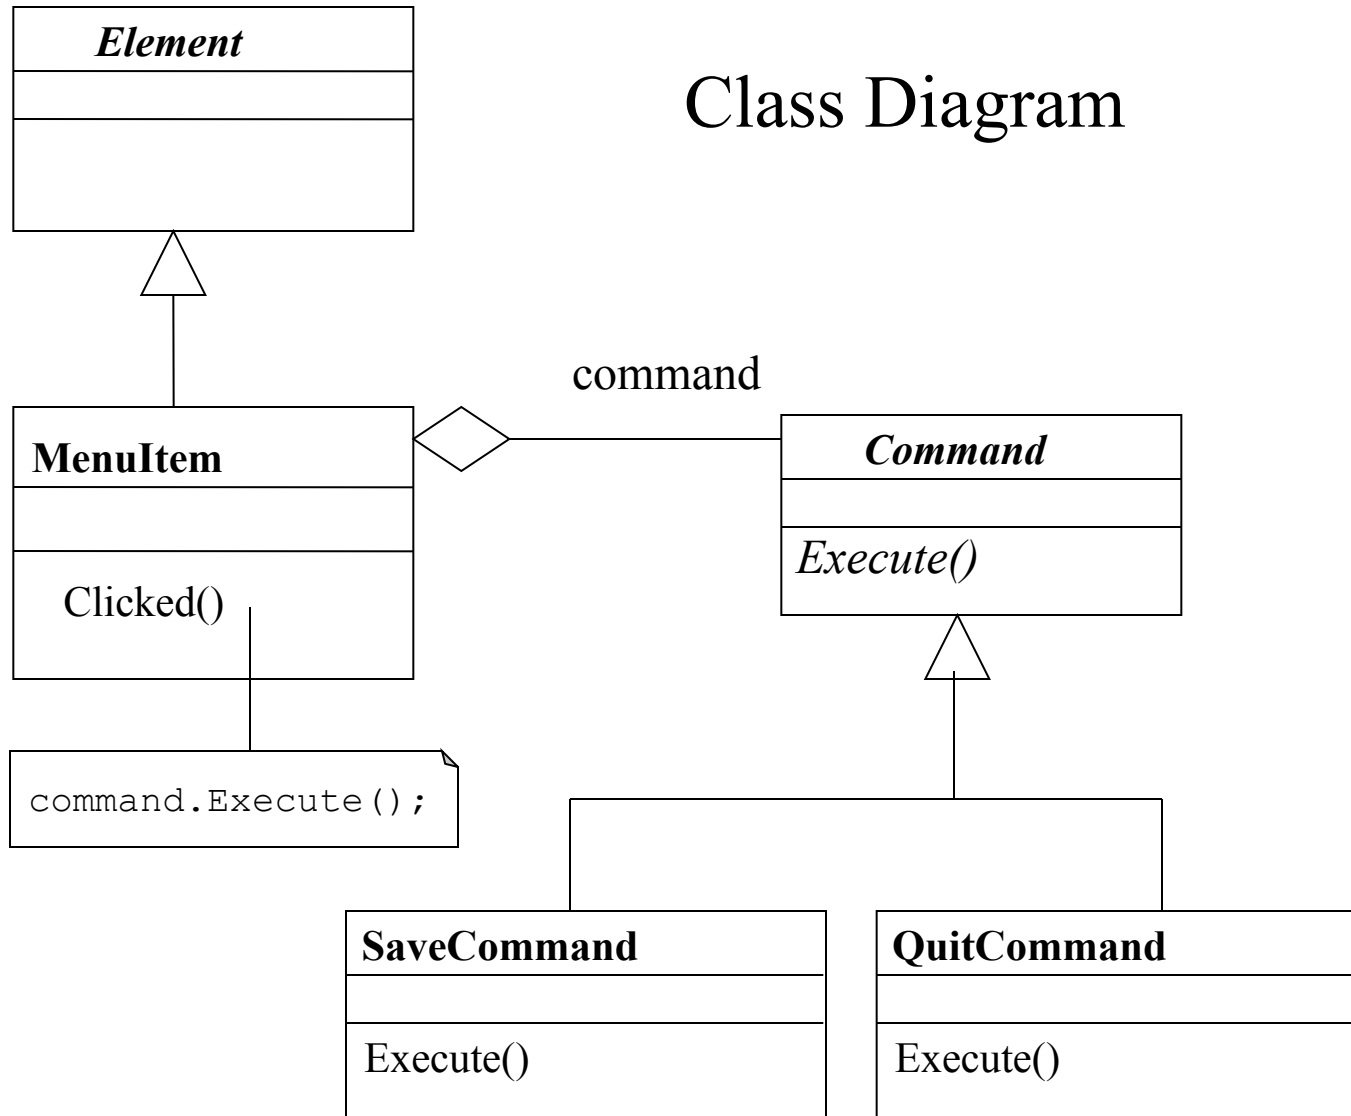 Element
Class Diagram
command
MenuItem
Command
Execute()
Clicked()
command.Execute();
SaveCommand
QuitCommand
Execute()
Execute()